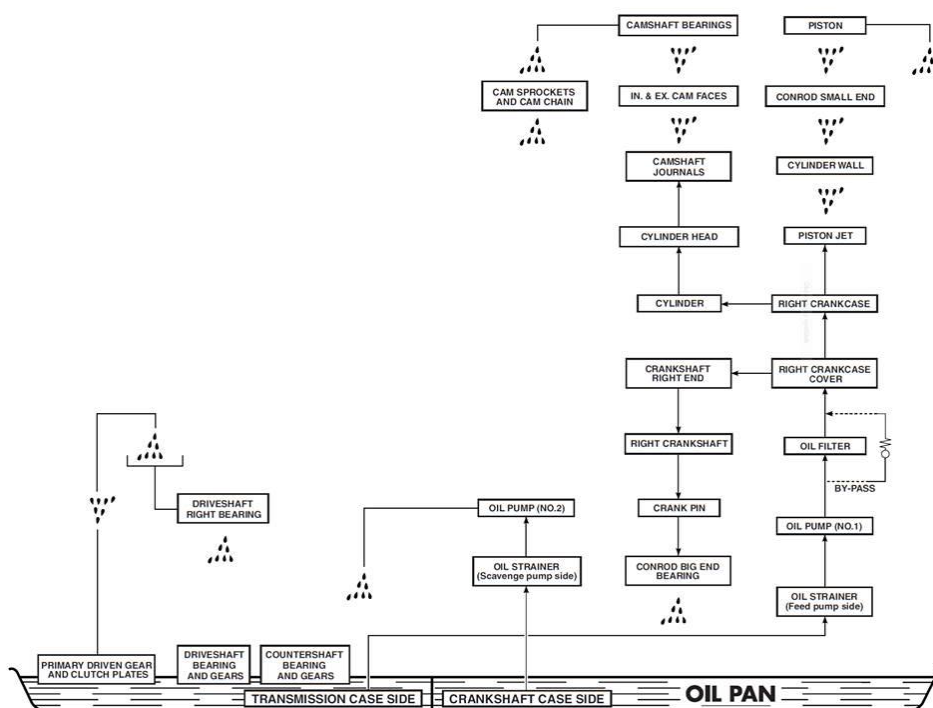 CAMSHAFT BEARINGS
PISTON
CAM SPROCKETS
AND CAM CHAIN
IN. & EX. CAM FACES
CONROD SMALL END
CAMSHAFT
JOURNALS
CYLINDER WALL
CYLINDER HEAD
PISTON JET
CYLINDER
RIGHT CRANKCASE
CRANKSHAFT
RIGHT END
RIGHT CRANKCASE
COVER
RIGHT CRANKSHAFT
OIL FILTER
BY-PASS
DRIVESHAFT
RIGHT BEARING
OIL PUMP (NO.2)
CRANK PIN
OIL PUMP (NO.1)
OIL STRAINER
(Scavenge pump side)
CONROD BIG END
BEARING
OIL STRAINER
(Feed pump side)
PRIMARY DRIVEN GEAR
AND CLUTCH PLATES
DRIVESHAFT
BEARING
AND GEARS
COUNTERSHAFT
BEARING
AND GEARS
TRANSMISSION CASE SIDE
CRANKSHAFT CASE SIDE
OIL PAN